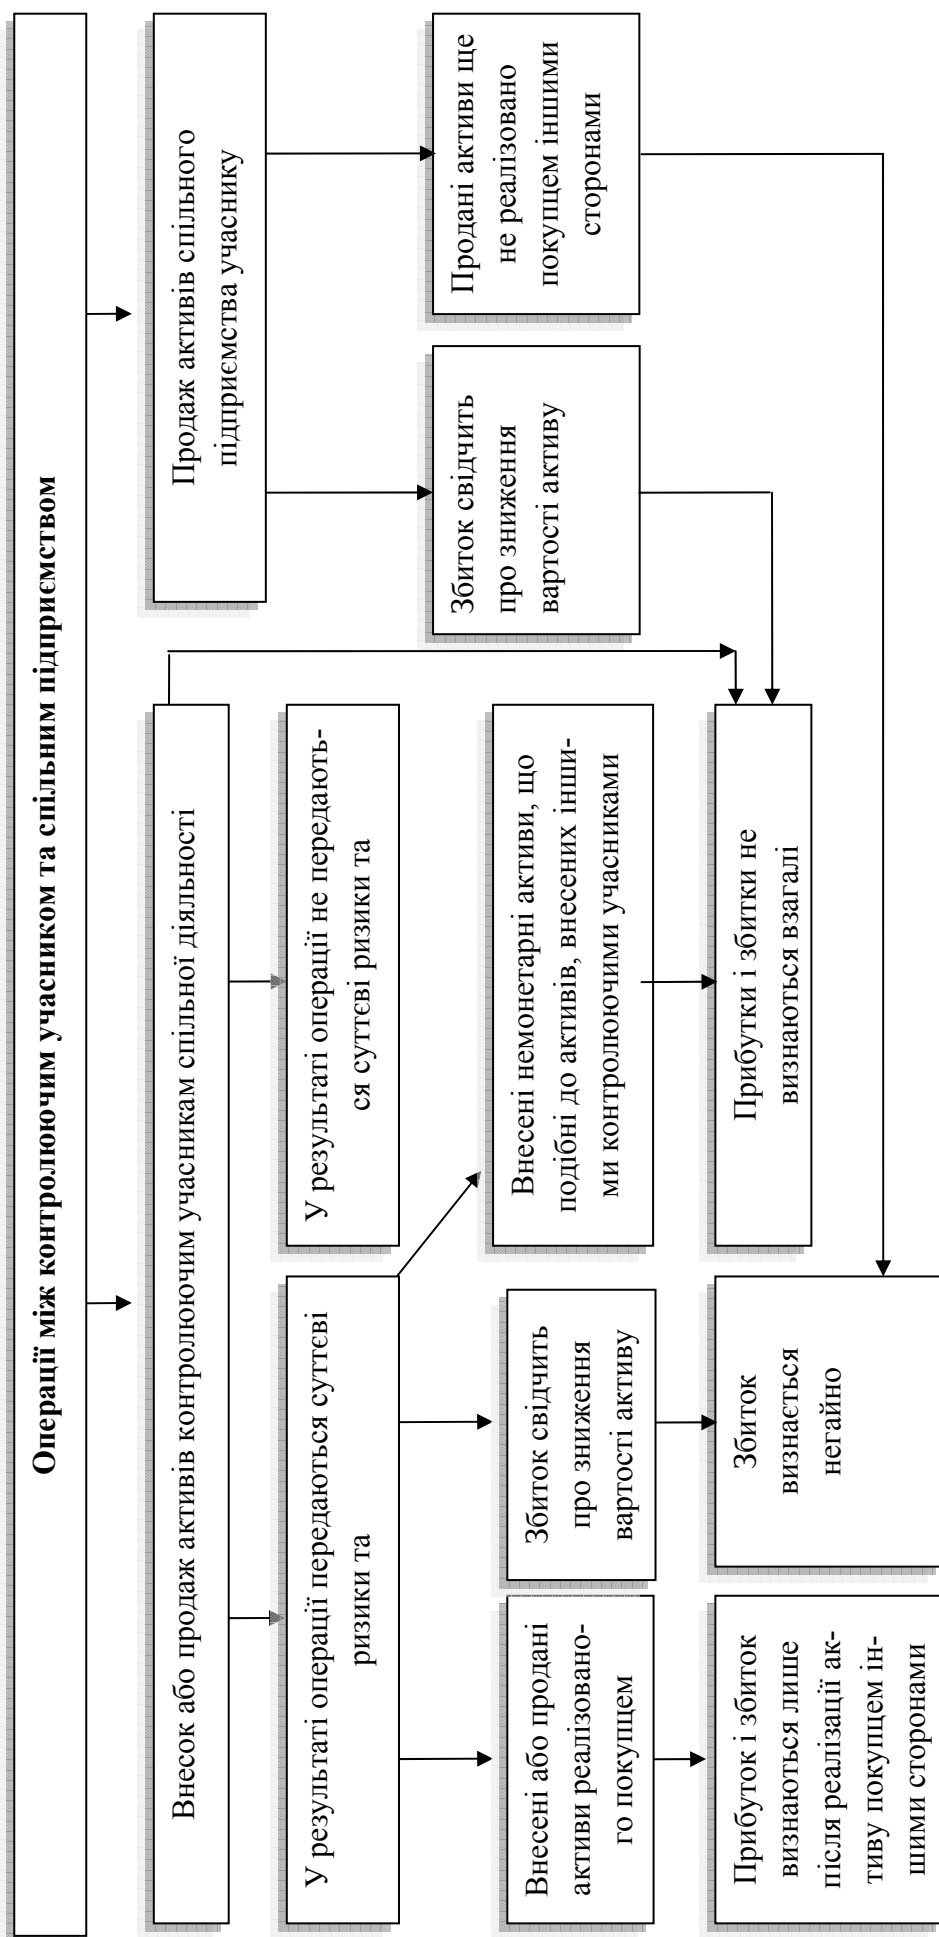 Операції між контролюючим учасником та спільним підприємством
Внесок або продаж активів контролюючим учасникам спільної діяльності
Продаж активів спільного
підприємства учаснику
У результаті операції передаються суттєві
ризики та
У результаті операції не передають-
ся суттєві ризики та
Внесені або продані
активи реалізовано-
го покупцем
Збиток свідчить
про зниження
вартості активу
Внесені немонетарні активи, що
подібні до активів, внесених інши-
ми контролюючими учасниками
Збиток свідчить
про зниження
вартості активу
Продані активи ще
не реалізовано
покупцем іншими
сторонами
Прибуток і збиток
визнаються лише
після реалізації ак-
тиву покупцем ін-
шими сторонами
Збиток
визнається
негайно
Прибутки і збитки не
визнаються взагалі